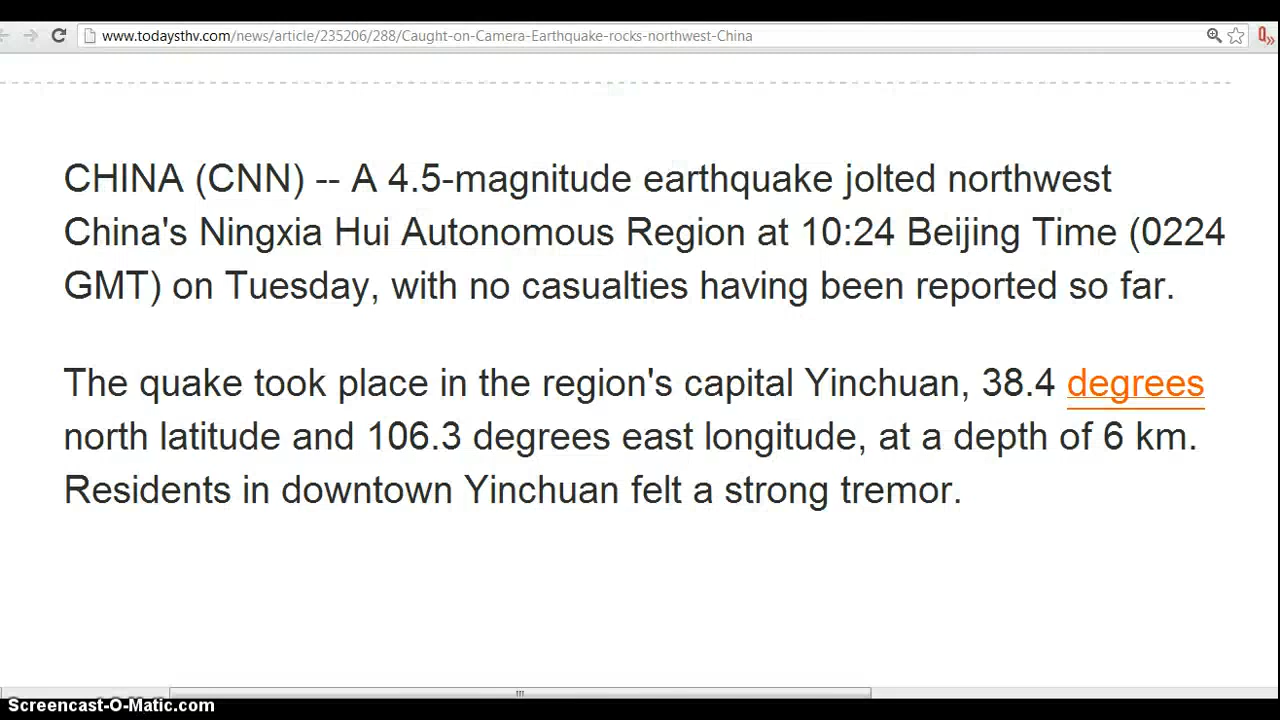 www.todaysthv.com/news/article/235206/288/Caught-on-Camera-Earthquake-rocks-northwest-China
CHINA (CNN) -- A 4.5-magnitude earthquake jolted northwest
China's Ningxia Hui Autonomous Region at 10:24 Beijing Time (0224
GMT) on Tuesday, with no casualties having been reported so far.
The quake took place in the region's capital Yinchuan, 38.4 degrees
north latitude and 106.3 degrees east longitude, at a depth of 6 km.
Residents in downtown Yinchuan felt a strong tremor.
Screencast-O-Matic.com